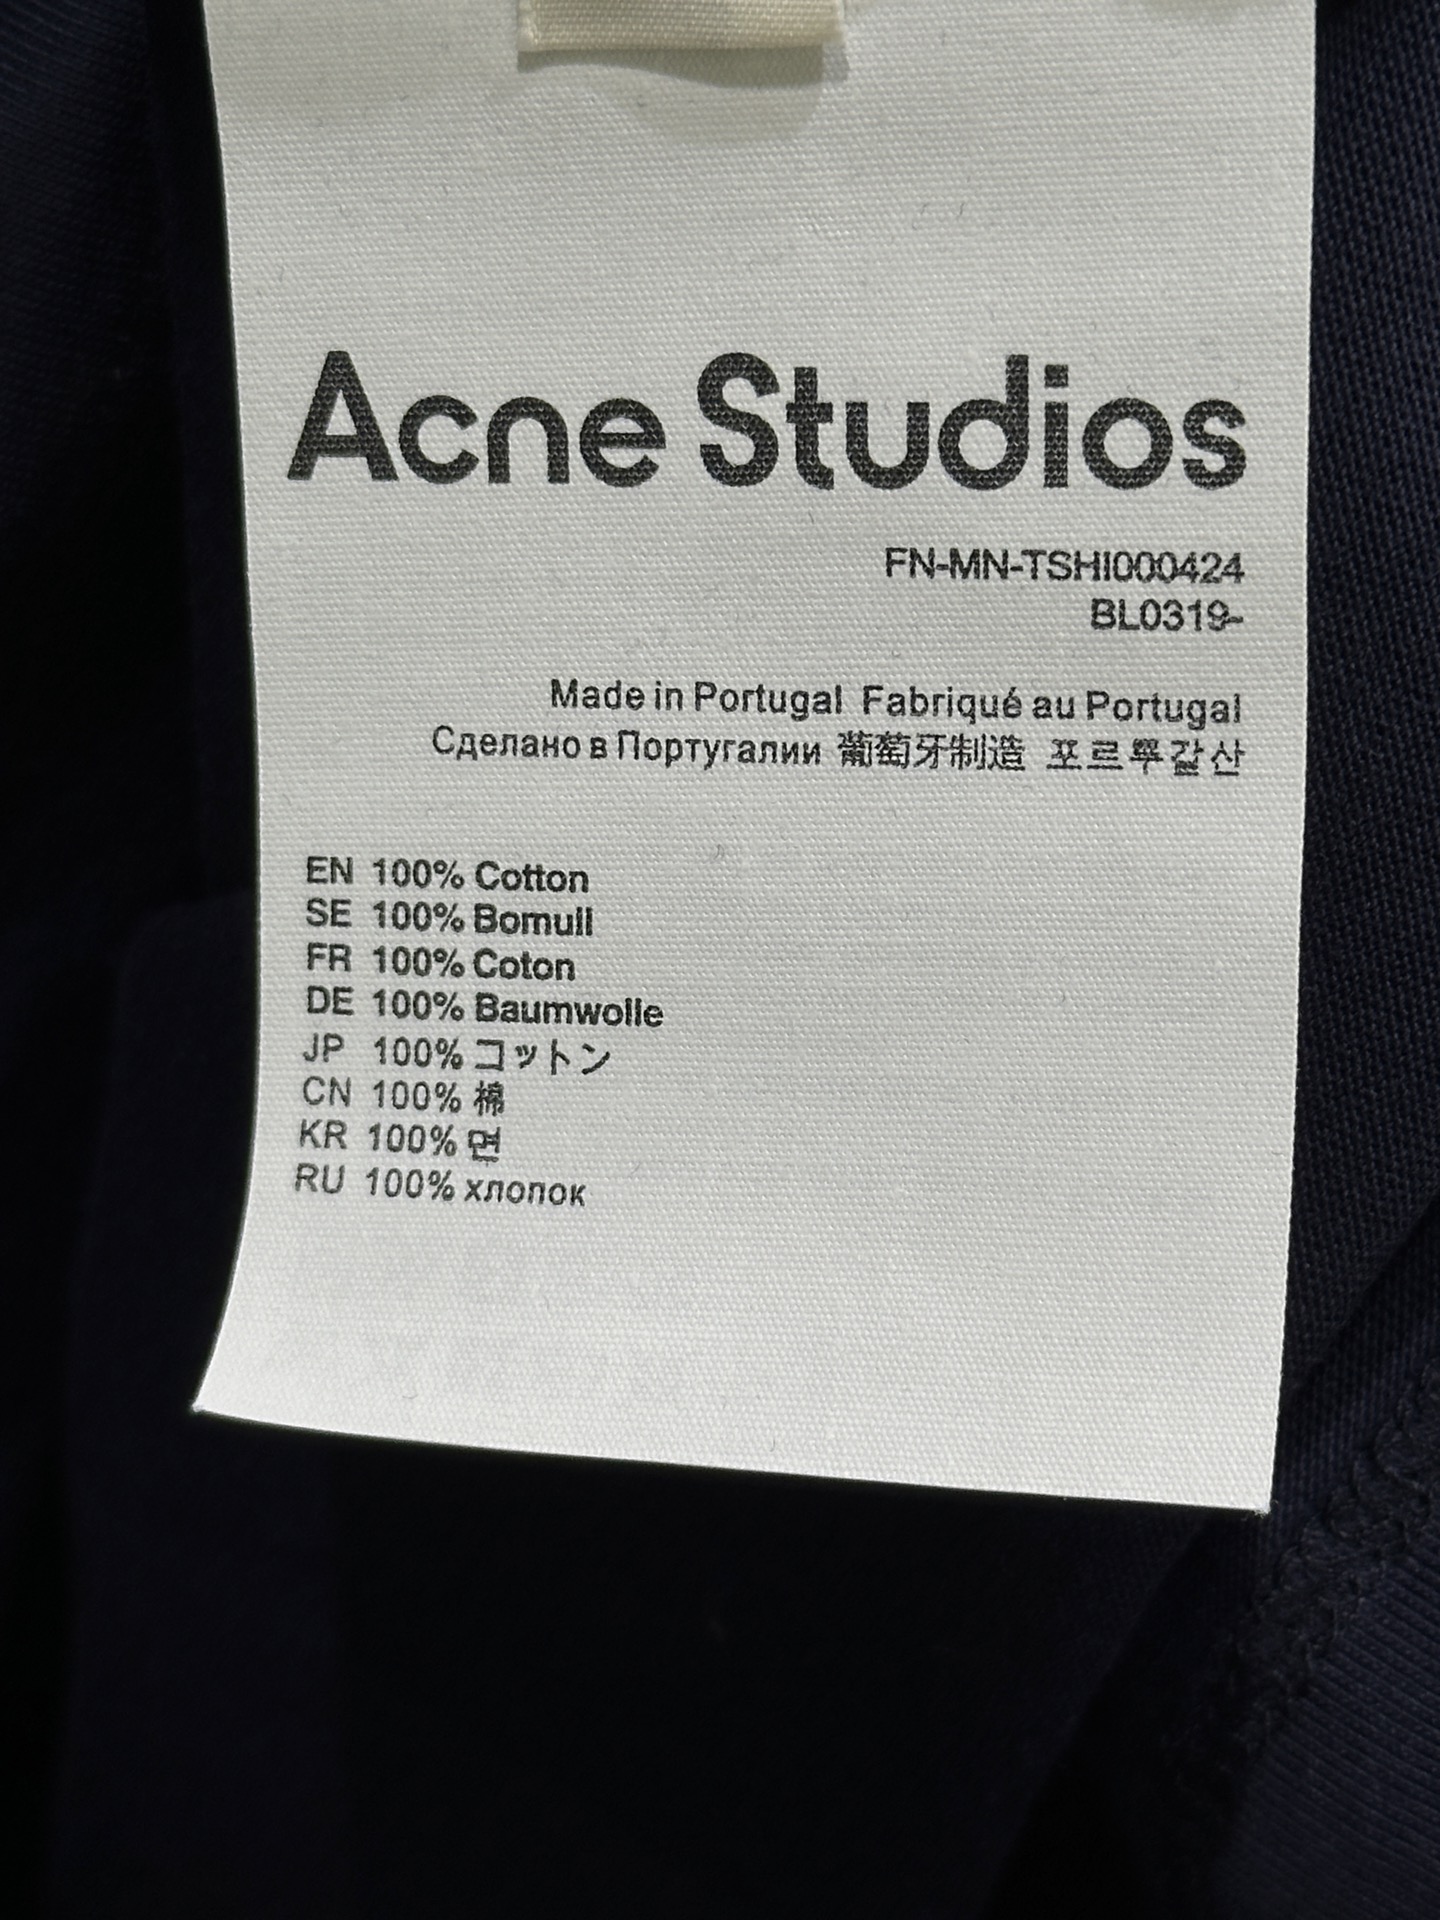 Acne Studios
FN-MN-TSHI000424
BL0319-
Made in Portugal Fabriqué au Portugal
Сделано в Португалии 葡萄牙制造 포르뚜갈산
EN 100% Cotton
SE 100% Bomull
FR 100% Coton
DE 100% Baumwolle
JP 100% コットン
CN 100% 棉
KR 100% 면
RU 100% хлопок